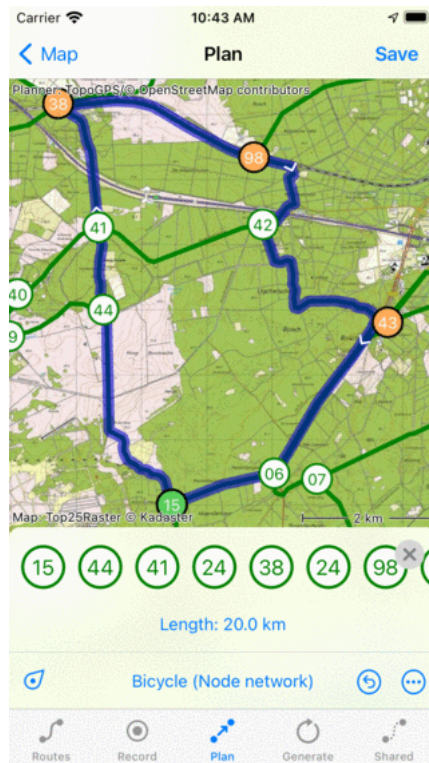 Carrier 10:43 AM
Map Plan Save
Planner: TopoGPS/© OpenStreetMap contributors
38
98
41
42
40
44
43
9
06
07
15
Map: Top25Raster © Kadaster
2 km
15 44 41 24 38 24 98
Length: 20.0 km
Bicycle (Node network)
Routes Record Plan Generate Shared